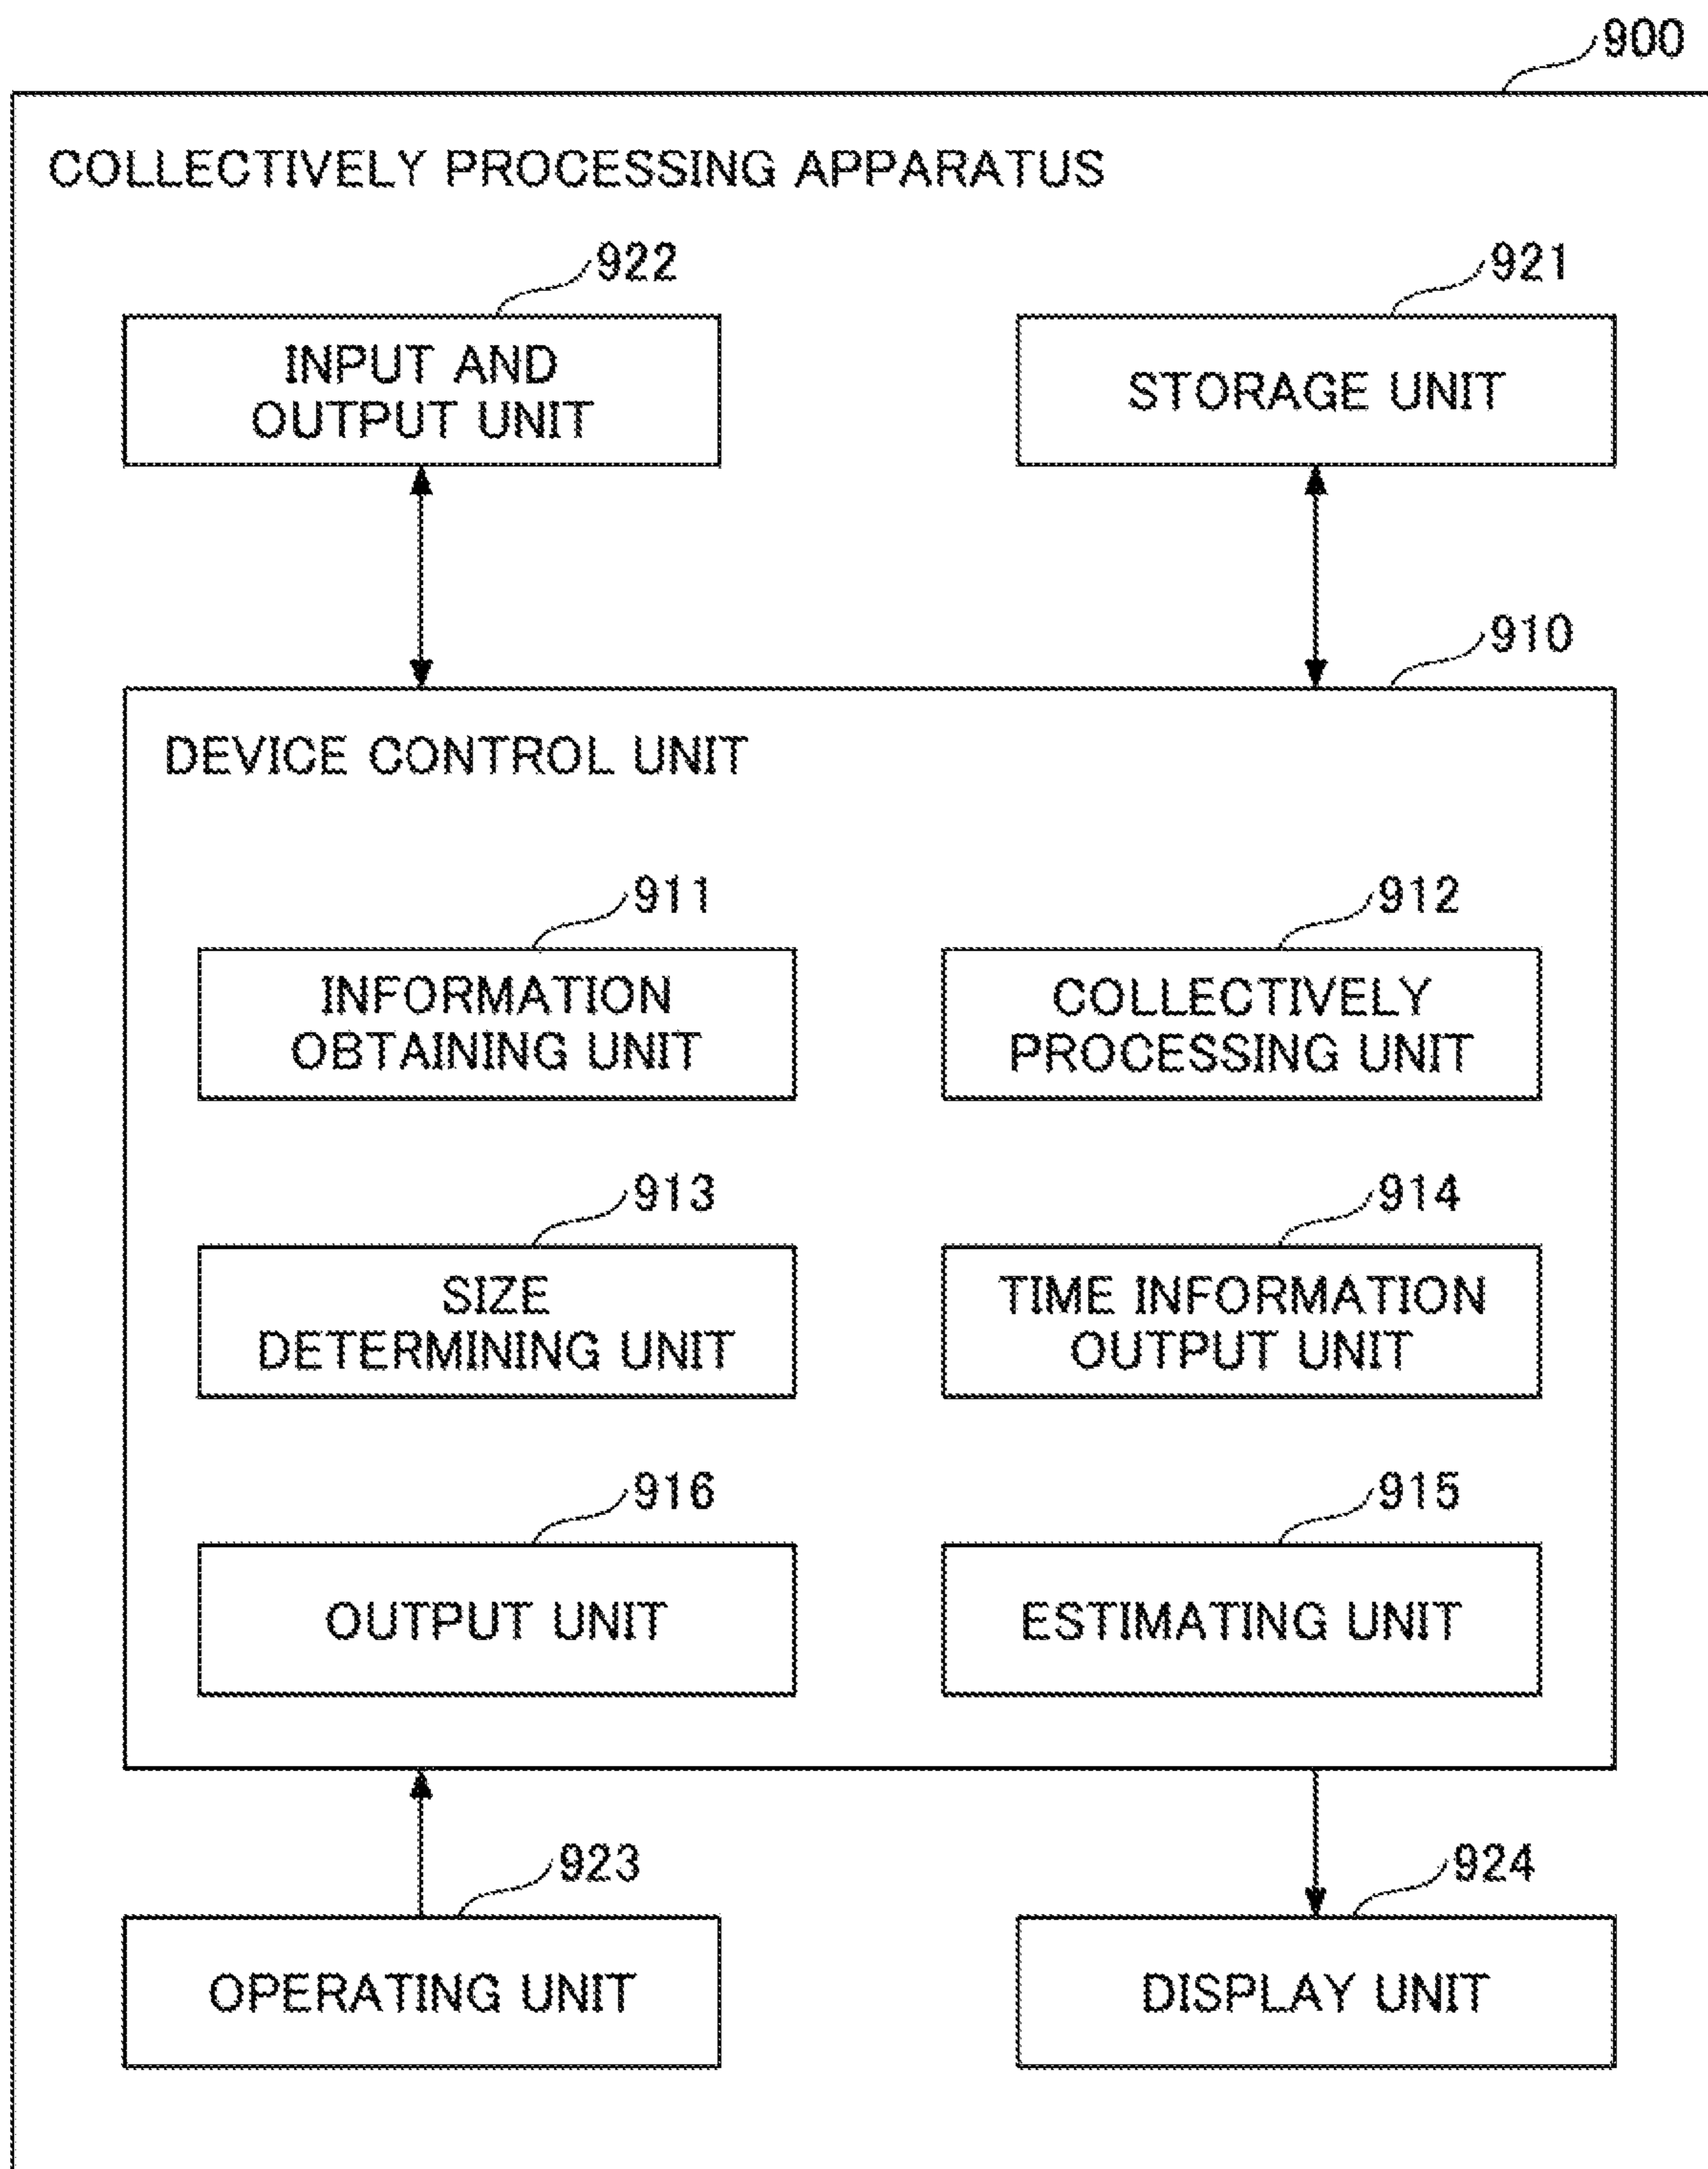 900
COLLECTIVELY PROCESSING APPARATUS
922
921
INPUT AND
OUTPUT UNIT
STORAGE UNIT
910
DEVICE CONTROL UNIT
911
912
INFORMATION
OBTAINING UNIT
COLLECTIVELY
PROCESSING UNIT
913
914
SIZE
DETERMINING UNIT
TIME INFORMATION
OUTPUT UNIT
916
915
OUTPUT UNIT
ESTIMATING UNIT
923
924
OPERATING UNIT
DISPLAY UNIT